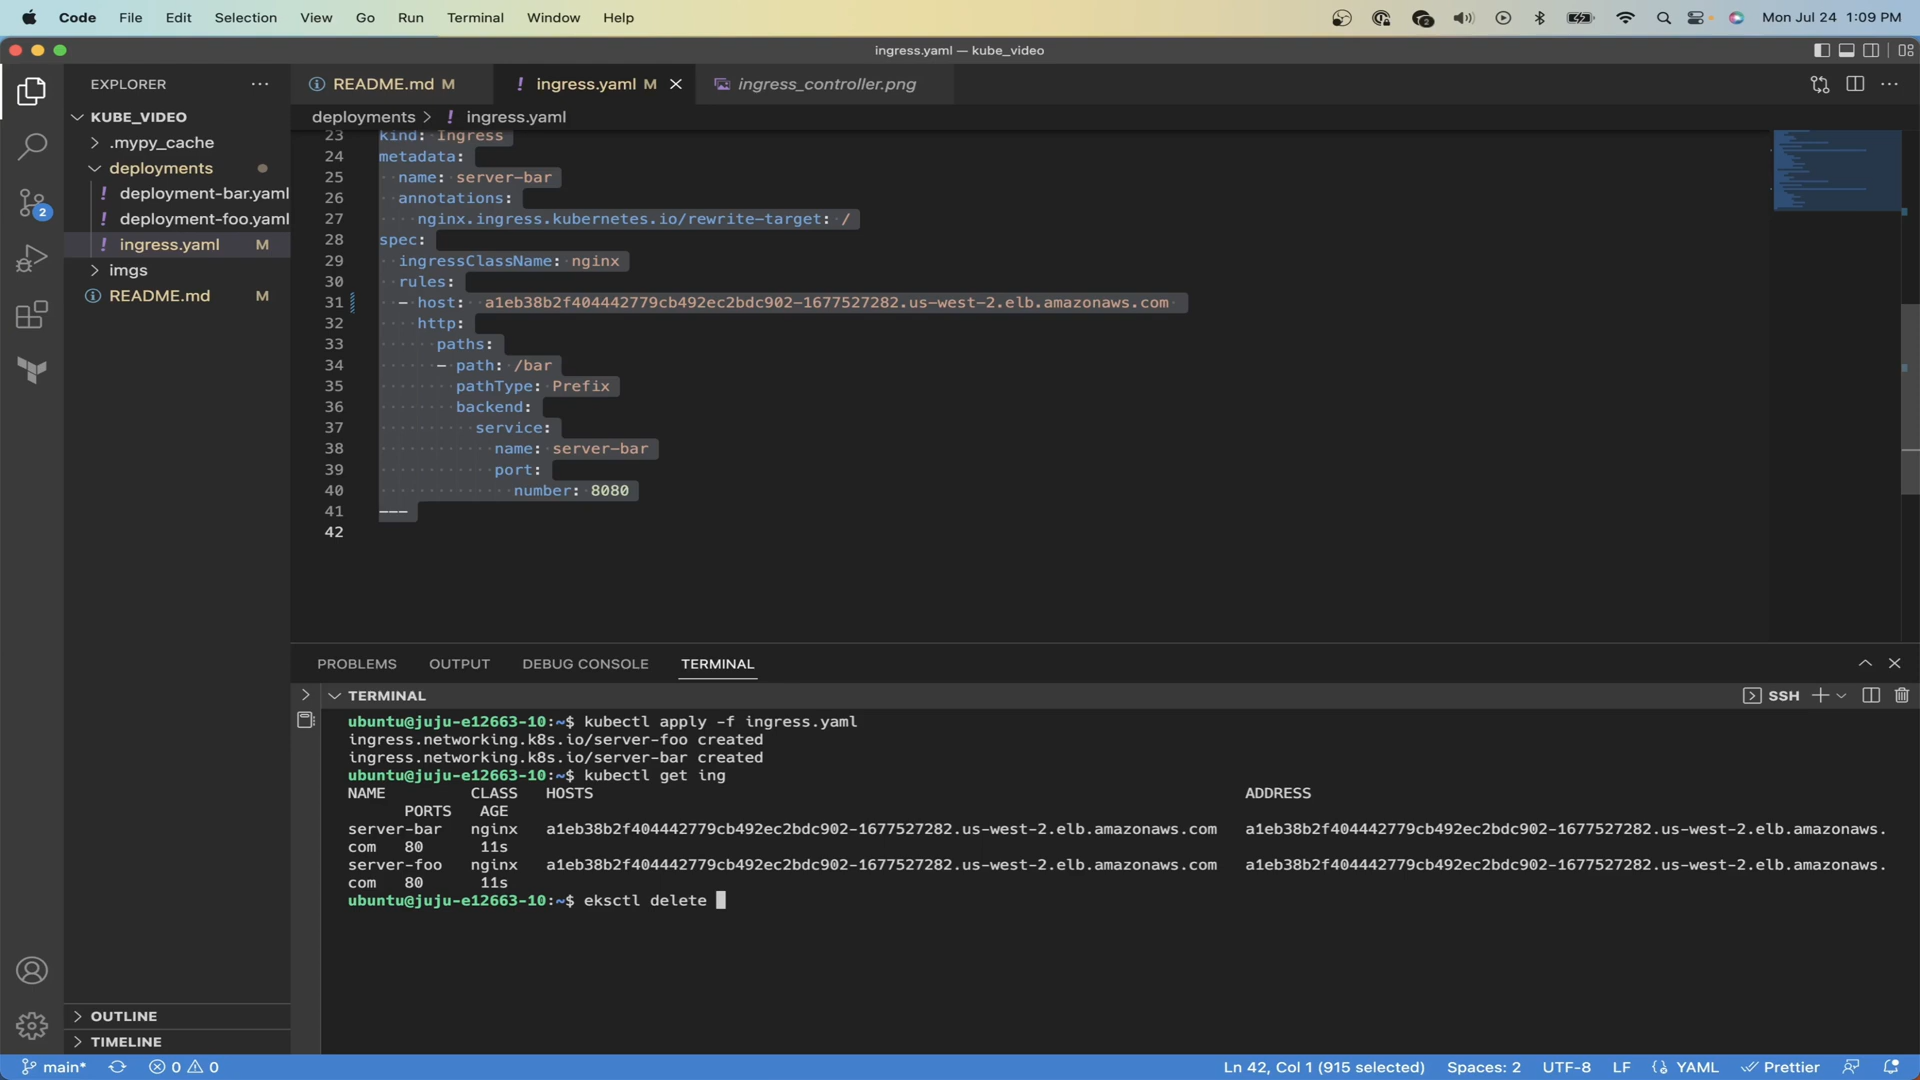 Code File Edit Selection View Go Run Terminal Window Help Mon Jul 24 1:09 PM
ingress.yaml — kube_video
EXPLORER
README.md M
! ingress.yaml M
ingress_controller.png
deployments > ! ingress.yaml
KUBE_VIDEO
.mypy_cache
deployments
! deployment-bar.yaml
! deployment-foo.yaml
! ingress.yaml M
imgs
README.md M
2
OUTLINE
TIMELINE
23 kind: Ingress
24 metadata:
25 name: server-bar
26 annotations:
27 nginx.ingress.kubernetes.io/rewrite-target: /
28 spec:
29 ingressClassName: nginx
30 rules:
31 - host: a1eb38b2f404442779cb492ec2bdc902-1677527282.us-west-2.elb.amazonaws.com
32 http:
33 paths:
34 - path: /bar
35 pathType: Prefix
36 backend:
37 service:
38 name: server-bar
39 port:
40 number: 8080
41 ---
42
PROBLEMS OUTPUT DEBUG CONSOLE TERMINAL
TERMINAL SSH
ubuntu@juju-e12663-10:~$ kubectl apply -f ingress.yaml
ingress.networking.k8s.io/server-foo created
ingress.networking.k8s.io/server-bar created
ubuntu@juju-e12663-10:~$ kubectl get ing
NAME CLASS HOSTS ADDRESS
PORTS AGE
server-bar nginx a1eb38b2f404442779cb492ec2bdc902-1677527282.us-west-2.elb.amazonaws.com a1eb38b2f404442779cb492ec2bdc902-1677527282.us-west-2.elb.amazonaws.
com 80 11s
server-foo nginx a1eb38b2f404442779cb492ec2bdc902-1677527282.us-west-2.elb.amazonaws.com a1eb38b2f404442779cb492ec2bdc902-1677527282.us-west-2.elb.amazonaws.
com 80 11s
ubuntu@juju-e12663-10:~$ eksctl delete
main* 0 0 Ln 42, Col 1 (915 selected) Spaces: 2 UTF-8 LF YAML Prettier